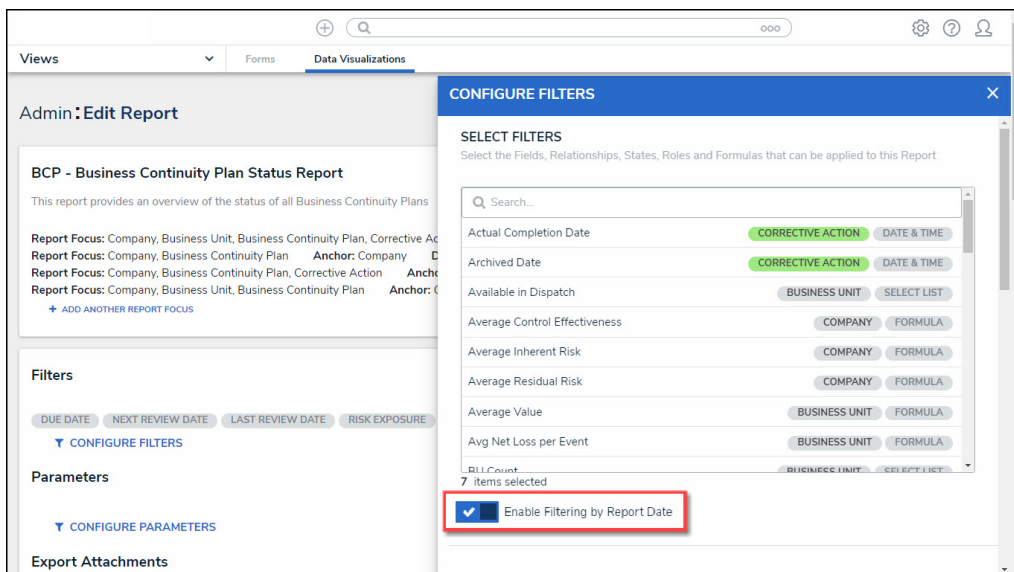 ooo
Views
Forms
Data Visualizations
Admin:Edit Report
BCP - Business Continuity Plan Status Report
This report provides an overview of the status of all Business Continuity Plans
Report Focus: Company, Business Unit, Business Continuity Plan, Corrective Ac
Report Focus: Company, Business Continuity Plan Anchor: Company D
Report Focus: Company, Business Continuity Plan, Corrective Action Ancho
Report Focus: Company, Business Unit, Business Continuity Plan Anchor: C
+ ADD ANOTHER REPORT FOCUS
Filters
DUE DATE NEXT REVIEW DATE LAST REVIEW DATE RISK EXPOSURE
CONFIGURE FILTERS
Parameters
CONFIGURE PARAMETERS
Export Attachments
CONFIGURE FILTERS
SELECT FILTERS
Select the Fields, Relationships, States, Roles and Formulas that can be applied to this Report
Search...
Actual Completion Date CORRECTIVE ACTION DATE & TIME
Archived Date CORRECTIVE ACTION DATE & TIME
Available in Dispatch BUSINESS UNIT SELECT LIST
Average Control Effectiveness COMPANY FORMULA
Average Inherent Risk COMPANY FORMULA
Average Residual Risk COMPANY FORMULA
Average Value BUSINESS UNIT FORMULA
Avg Net Loss per Event BUSINESS UNIT FORMULA
BU Count BUSINESS UNIT SELECT LIST
7 items selected
Enable Filtering by Report Date